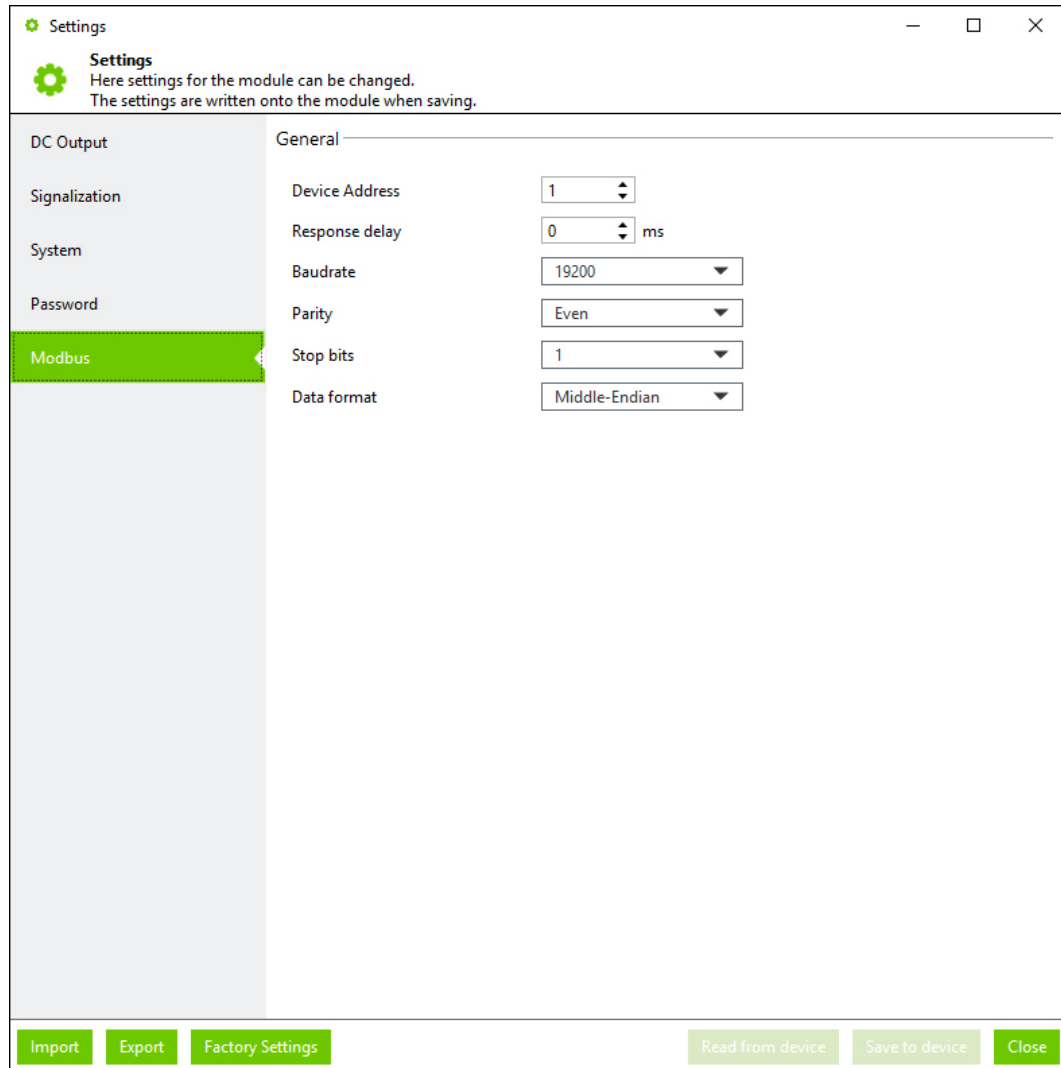 Settings
Settings
Here settings for the module can be changed.
The settings are written onto the module when saving.
DC Output
Signalization
System
Password
Modbus
General
Device Address 1
Response delay 0 ms
Baudrate 19200
Parity Even
Stop bits 1
Data format Middle-Endian
Import Export Factory Settings Read from device Save to device Close